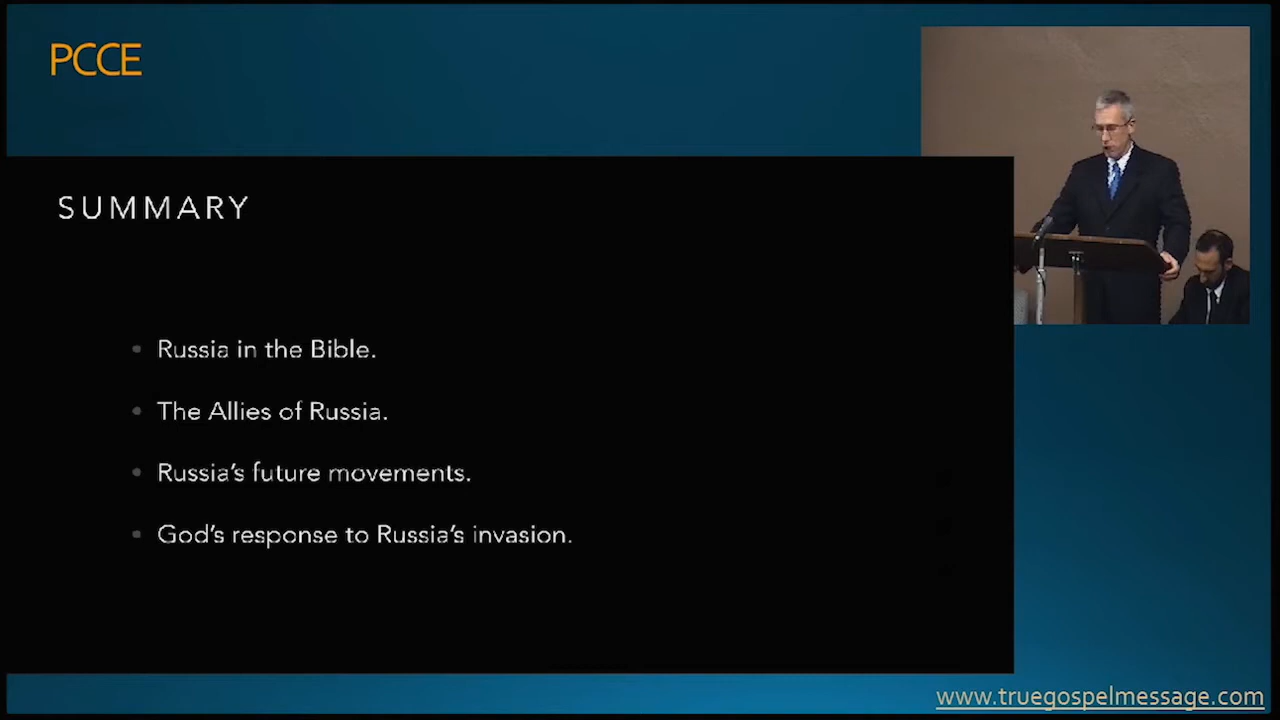 PCCE
SUMMARY
• Russia in the Bible.
• The Allies of Russia.
• Russia's future movements.
• God's response to Russia's invasion.
www.truegospelmessage.com